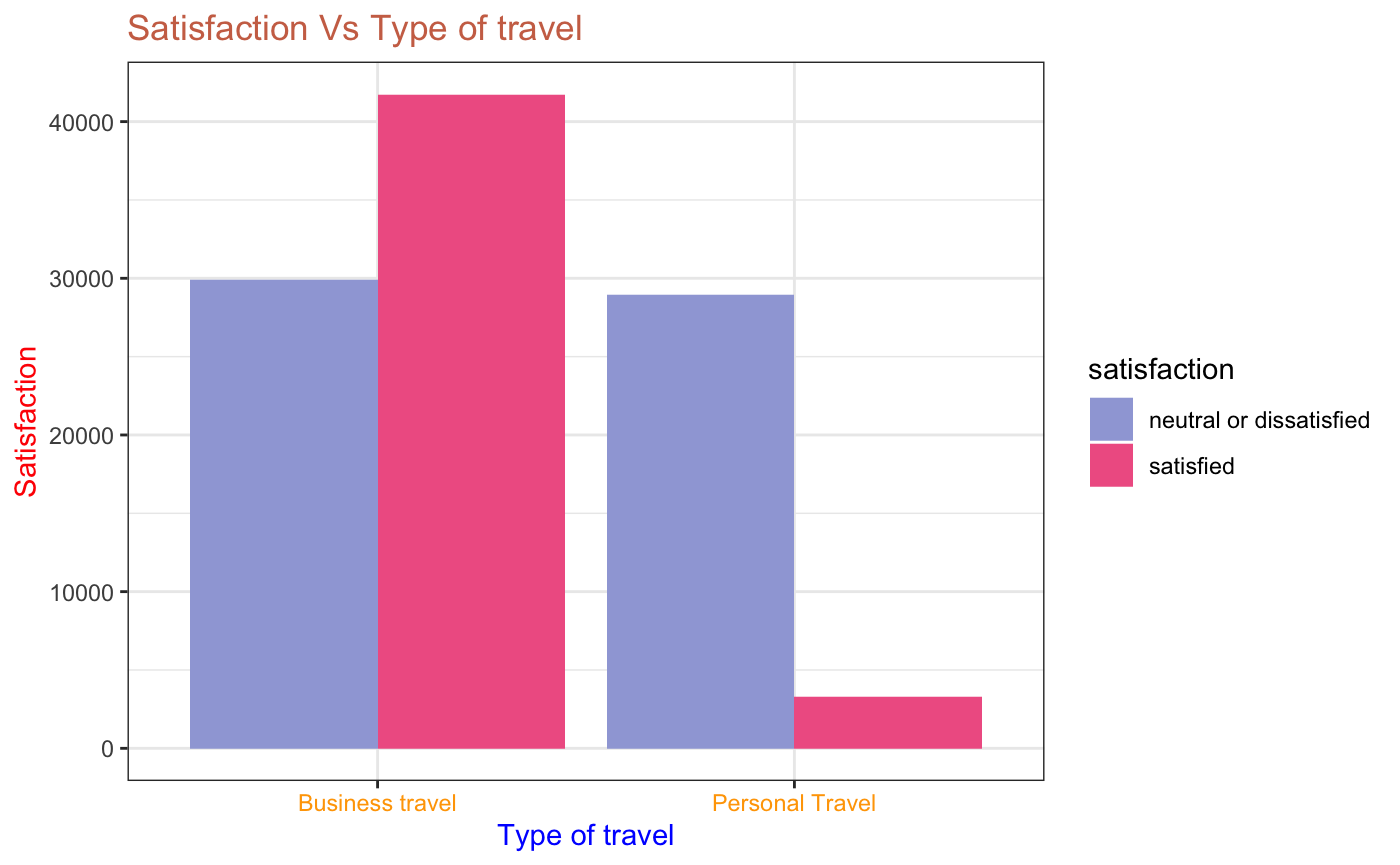 Satisfaction Vs Type of travel
40000
30000
20000
10000
0
Satisfaction
Business travel
Personal Travel
Type of travel
satisfaction
neutral or dissatisfied
satisfied